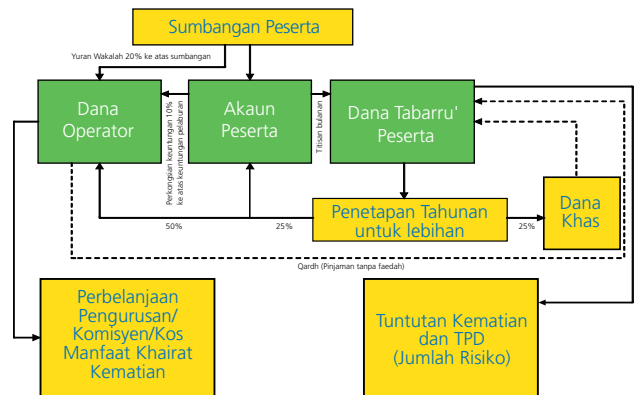 Sumbangan Peserta
Yuran Wakalah 20% ke atas sumbangan
Dana
Operator
Perkongsian keuntungan 10%
ke atas keuntungan pelaburan
Akaun
Peserta
Titisan bulanan
Dana Tabarru'
Peserta
Penetapan Tahunan
untuk lebihan
Dana
Khas
50%
25%
25%
Qardh (Pinjaman tanpa faedah)
Perbelanjaan
Pengurusan/
Komisyen/Kos
Manfaat Khairat
Kematian
Tuntutan Kematian
dan TPD
(Jumlah Risiko)